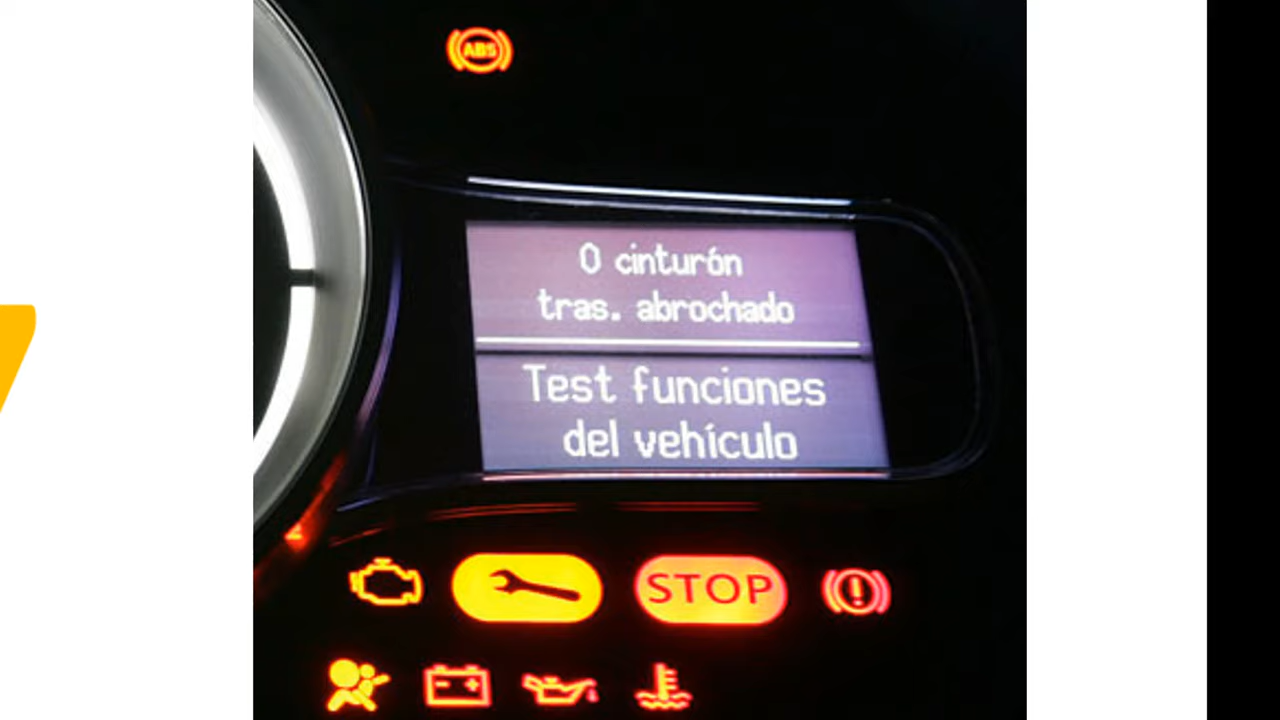 ABS
0 cinturón
tras. abrochado
Test funciones
del vehículo
STOP